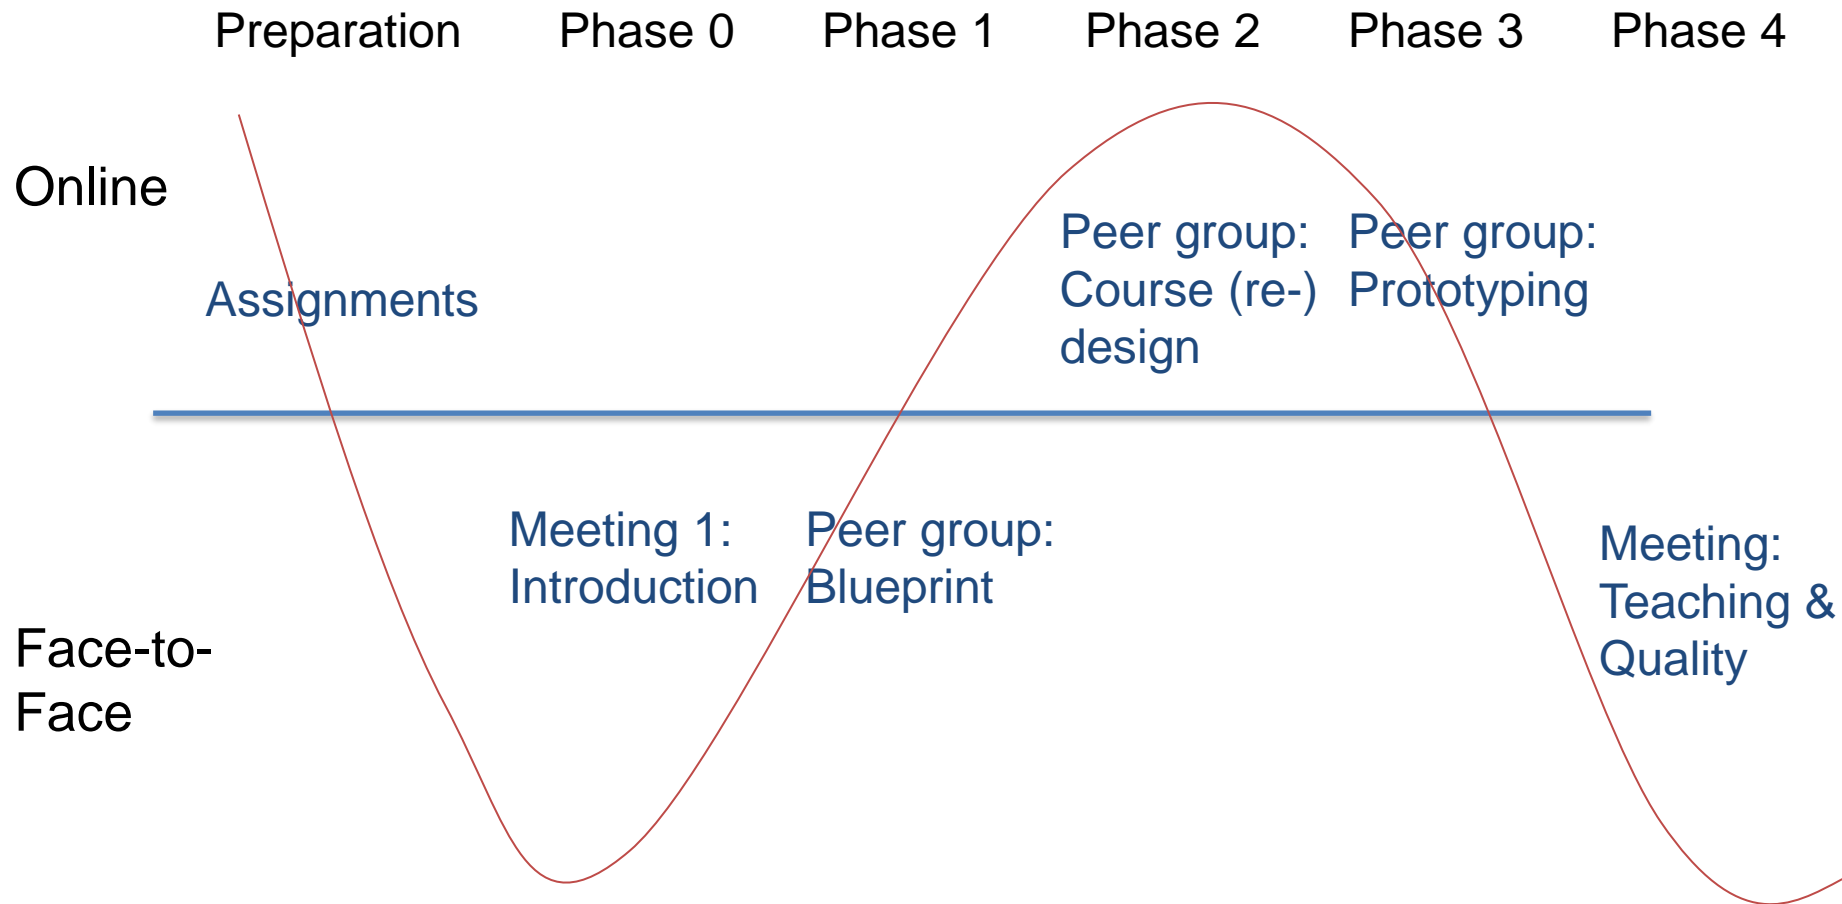 Preparation Phase 0 Phase 1 Phase 2 Phase 3 Phase 4
Online
Assignments
Peer group:
Course (re-)
design
Peer group:
Prototyping
Face-to-
Face
Meeting 1:
Introduction
Peer group:
Blueprint
Meeting:
Teaching &
Quality